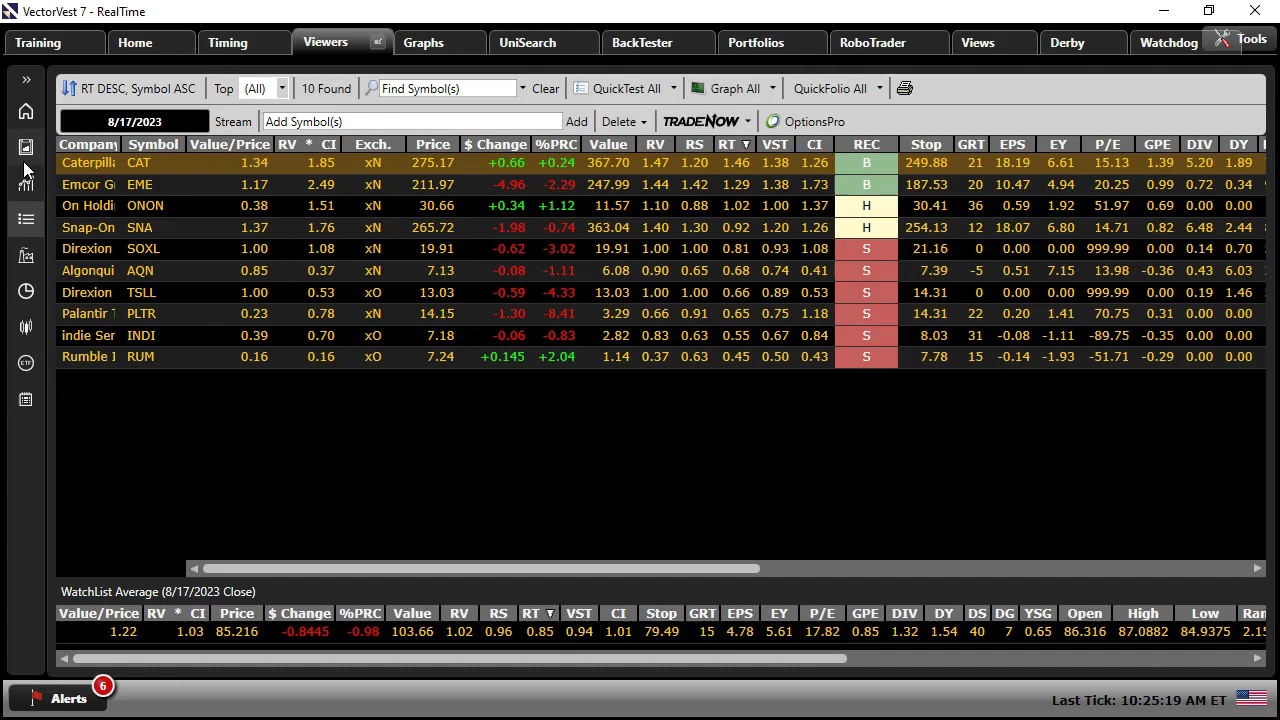 VectorVest 7 - RealTime
Training Home Timing Viewers Graphs UniSearch BackTester Portfolios RoboTrader Views Derby Watchdog Tools
RT DESC, Symbol ASC Top (All) 10 Found Find Symbol(s) Clear QuickTest All Graph All QuickFolio All
8/17/2023 Stream Add Symbol(s) Add Delete TRADENOW OptionsPro
Company Symbol Value/Price RV * CI Exch. Price $ Change %PRC Value RV RS RT VST CI REC Stop GRT EPS EY P/E GPE DIV DY
Caterpilla CAT 1.34 1.85 xN 275.17 +0.66 +0.24 367.70 1.47 1.20 1.46 1.38 1.26 B 249.88 21 18.19 6.61 15.13 1.39 5.20 1.89
Emcor G EME 1.17 2.49 xN 211.97 -4.96 -2.29 247.99 1.44 1.42 1.29 1.38 1.73 B 187.53 20 10.47 4.94 20.25 0.99 0.72 0.34
On Holdi ONON 0.38 1.51 xN 30.66 +0.34 +1.12 11.57 1.10 0.88 1.02 1.00 1.37 H 30.41 36 0.59 1.92 51.97 0.69 0.00 0.00
Snap-On SNA 1.37 1.76 xN 265.72 -1.98 -0.74 363.04 1.40 1.30 0.92 1.20 1.26 H 254.13 12 18.07 6.80 14.71 0.82 6.48 2.44
Direxion SOXL 1.00 1.08 xN 19.91 -0.62 -3.02 19.91 1.00 1.00 0.81 0.93 1.08 S 21.16 0 0.00 0.00 999.99 0.00 0.14 0.70
Algonqui AQN 0.85 0.37 xN 7.13 -0.08 -1.11 6.08 0.90 0.65 0.68 0.74 0.41 S 7.39 -5 0.51 7.15 13.98 -0.36 0.43 6.03
Direxion TSLL 1.00 0.53 xO 13.03 -0.59 -4.33 13.03 1.00 1.00 0.66 0.89 0.53 S 14.31 0 0.00 0.00 999.99 0.00 0.19 1.46
Palantir T PLTR 0.23 0.78 xN 14.15 -1.30 -8.41 3.29 0.66 0.91 0.65 0.75 1.18 S 14.31 22 0.20 1.41 70.75 0.31 0.00 0.00
indie Ser INDI 0.39 0.70 xO 7.18 -0.06 -0.83 2.82 0.83 0.63 0.55 0.67 0.84 S 8.03 31 -0.08 -1.11 -89.75 -0.35 0.00 0.00
Rumble I RUM 0.16 0.16 xO 7.24 +0.145 +2.04 1.14 0.37 0.63 0.45 0.50 0.43 S 7.78 15 -0.14 -1.93 -51.71 -0.29 0.00 0.00
WatchList Average (8/17/2023 Close)
Value/Price RV * CI Price $ Change %PRC Value RV RS RT VST CI Stop GRT EPS EY P/E GPE DIV DY DS DG YSG Open High Low Ran
1.22 1.03 85.216 -0.8445 -0.98 103.66 1.02 0.96 0.85 0.94 1.01 79.49 15 4.78 5.61 17.82 0.85 1.32 1.54 40 7 0.65 86.316 87.0882 84.9375 2.15
Alerts 6 Last Tick: 10:25:19 AM ET